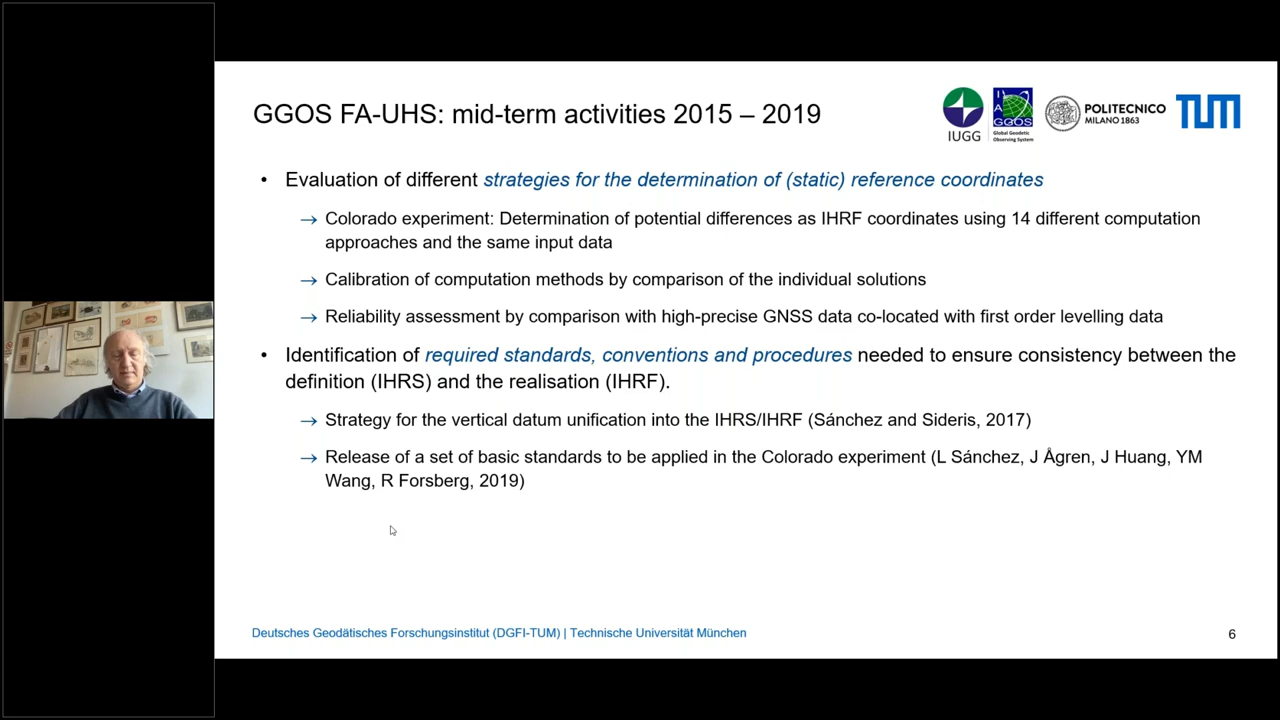 GGOS FA-UHS: mid-term activities 2015 – 2019
IUGG
I A G
GGOS
Global Geodetic
Observing System
POLITECNICO
MILANO 1863
TUM
• Evaluation of different strategies for the determination of (static) reference coordinates
→ Colorado experiment: Determination of potential differences as IHRF coordinates using 14 different computation
approaches and the same input data
→ Calibration of computation methods by comparison of the individual solutions
→ Reliability assessment by comparison with high-precise GNSS data co-located with first order levelling data
• Identification of required standards, conventions and procedures needed to ensure consistency between the
definition (IHRS) and the realisation (IHRF).
→ Strategy for the vertical datum unification into the IHRS/IHRF (Sánchez and Sideris, 2017)
→ Release of a set of basic standards to be applied in the Colorado experiment (L Sánchez, J Ågren, J Huang, YM
Wang, R Forsberg, 2019)
Deutsches Geodätisches Forschungsinstitut (DGFI-TUM) | Technische Universität München
6